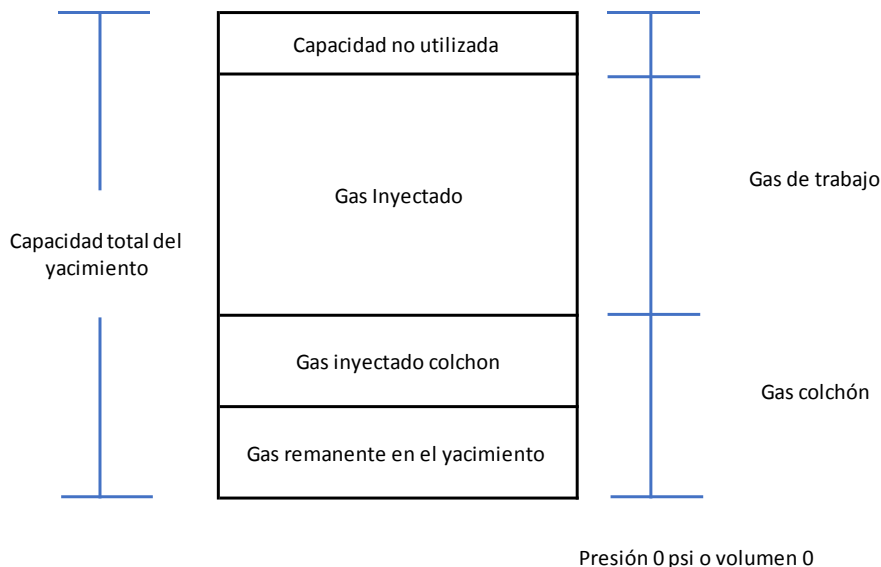 Capacidad no utilizada
Gas Inyectado
Gas de trabajo
Capacidad total del
yacimiento
Gas inyectado colchon
Gas colchón
Gas remanente en el yacimiento
Presión 0 psi o volumen 0